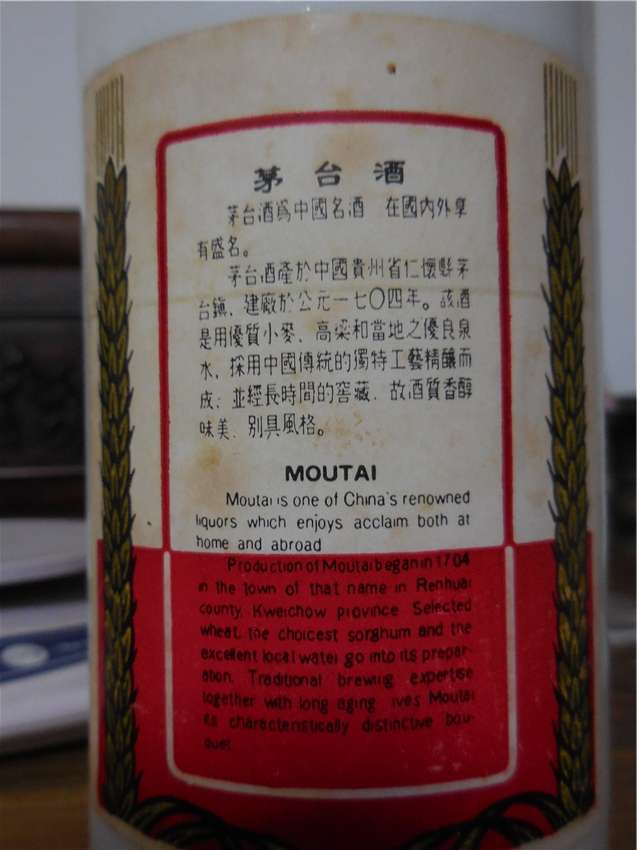 茅台酒
茅台酒爲中國名酒 在國內外享
有盛名。
茅台酒產於中國貴州省仁懷縣茅
台鎮、建廠於公元一七〇四年。該酒
是用優質小麥、高粱和當地之優良泉
水，採用中國傳統的獨特工藝精釀而
成；並經長時間的窖藏．故酒質香醇
味美．別具風格。
MOUTAI
Moutai is one of China's renowned
liquors which enjoys acclaim both at
home and abroad
Production of Moutai began in 1704
in the town of that name in Renhuai
county, Kweichow province Selected
wheat, the choicest sorghum and the
excellent local water go into its prepar-
ation. Traditional brewing expertise
together with long aging ives Moutai
its characteristically distinctive bou-
quet